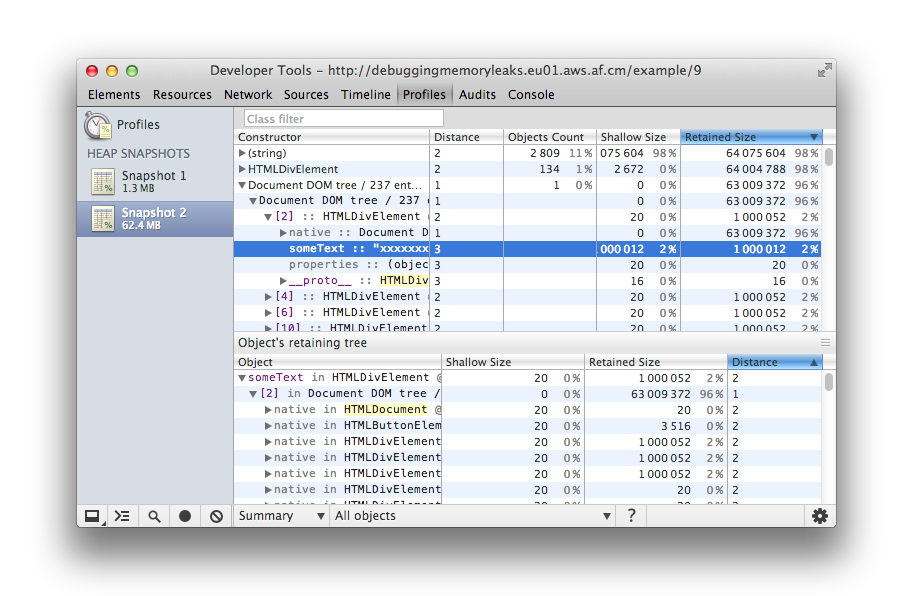 Developer Tools - http://debuggingmemoryleaks.eu01.aws.af.cm/example/9
Elements Resources Network Sources Timeline Profiles Audits Console
Profiles
HEAP SNAPSHOTS
Snapshot 1
1.3 MB
Snapshot 2
62.4 MB
Class filter
Constructor Distance Objects Count Shallow Size Retained Size
(string) 2 2 809 11% 075 604 98% 64 075 604 98%
HTMLDivElement 2 134 1% 2 672 0% 64 004 788 98%
Document DOM tree / 237 ent... 1 1 0% 0 0% 63 009 372 96%
Document DOM tree / 237 1 0 0% 63 009 372 96%
[2] :: HTMLDivElement 2 20 0% 1 000 052 2%
native :: Document D 1 0 0% 63 009 372 96%
someText :: "xxxxxxx 3 000 012 2% 1 000 012 2%
properties :: (objec 3 20 0% 20 0%
__proto__ :: HTMLDiv 3 16 0% 16 0%
[4] :: HTMLDivElement 2 20 0% 1 000 052 2%
[6] :: HTMLDivElement 2 20 0% 1 000 052 2%
[10] :: HTMLDivElement 2 20 0% 1 000 052 2%
Object's retaining tree
Object Shallow Size Retained Size Distance
someText in HTMLDivElement @ 20 0% 1 000 052 2% 2
[2] in Document DOM tree / 0 0% 63 009 372 96% 1
native in HTMLDocument @ 20 0% 20 0% 2
native in HTMLButtonElem 20 0% 3 516 0% 2
native in HTMLDivElement 20 0% 1 000 052 2% 2
native in HTMLDivElement 20 0% 1 000 052 2% 2
native in HTMLDivElement 20 0% 1 000 052 2% 2
native in HTMLDivElement 20 0% 20 0% 2
Summary All objects ?